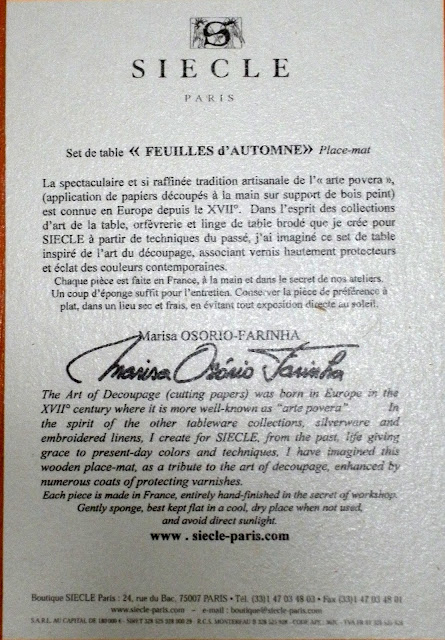 S
SIECLE
PARIS
Set de table « FEUILLES d'AUTOMNE» Place-mat
La spectaculaire et si raffinée tradition artisanale de l'« arte povera »,
(application de papiers découpés à la main sur support de bois peint)
est connue en Europe depuis le XVII°. Dans l'esprit des collections
d'art de la table, orfèvrerie et linge de table brodé que je crée pour
SIECLE à partir de techniques du passé, j'ai imaginé ce set de table
inspiré de l'art du découpage, associant vernis hautement protecteurs
et éclat des couleurs contemporaines.
Chaque pièce est faite en France, à la main et dans le secret de nos ateliers.
Un coup d'éponge suffit pour l'entretien. Conserver la pièce de préférence à
plat, dans un lieu sec et frais, en évitant tout exposition directe au soleil.
Marisa OSORIO-FARINHA
Marisa Osório Farinha
The Art of Decoupage (cutting papers) was born in Europe in the
XVII° century where it is more well-known as "arte povera". In
the spirit of the other tableware collections, silverware and
embroidered linens, I create for SIECLE, from the past, life giving
grace to present-day colors and techniques, I have imagined this
wooden place-mat, as a tribute to the art of decoupage, enhanced by
numerous coats of protecting varnishes.
Each piece is made in France, entirely hand-finished in the secret of workshop.
Gently sponge, best kept flat in a cool, dry place when not used,
and avoid direct sunlight.
www . siecle-paris.com
Boutique SIECLE Paris : 24, rue du Bac, 75007 PARIS • Tel. (33)1 47 03 48 03 • Fax (33)1 47 03 48 01
www.siecle-paris.com - e-mail : boutique@siecle-paris.com
S.A.R.L. AU CAPITAL DE